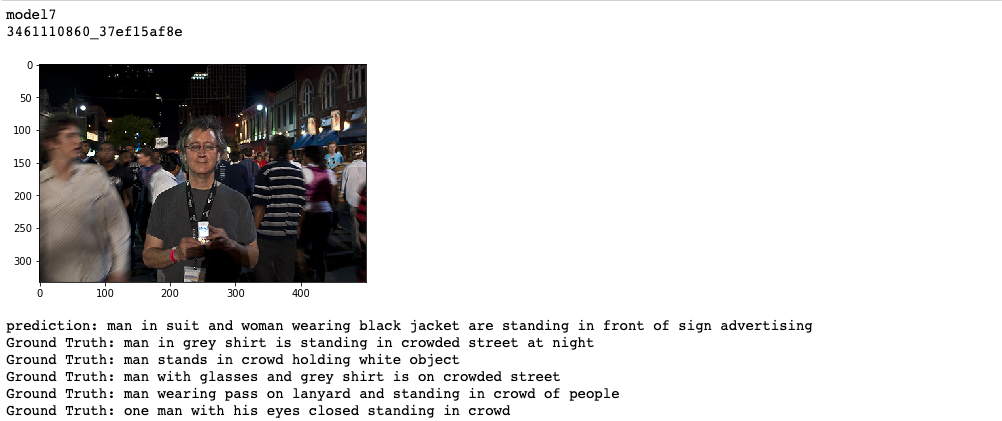 model7
3461110860_37ef15af8e
0
50
100
150
200
250
300
0 100 200 300 400
prediction: man in suit and woman wearing black jacket are standing in front of sign advertising
Ground Truth: man in grey shirt is standing in crowded street at night
Ground Truth: man stands in crowd holding white object
Ground Truth: man with glasses and grey shirt is on crowded street
Ground Truth: man wearing pass on lanyard and standing in crowd of people
Ground Truth: one man with his eyes closed standing in crowd